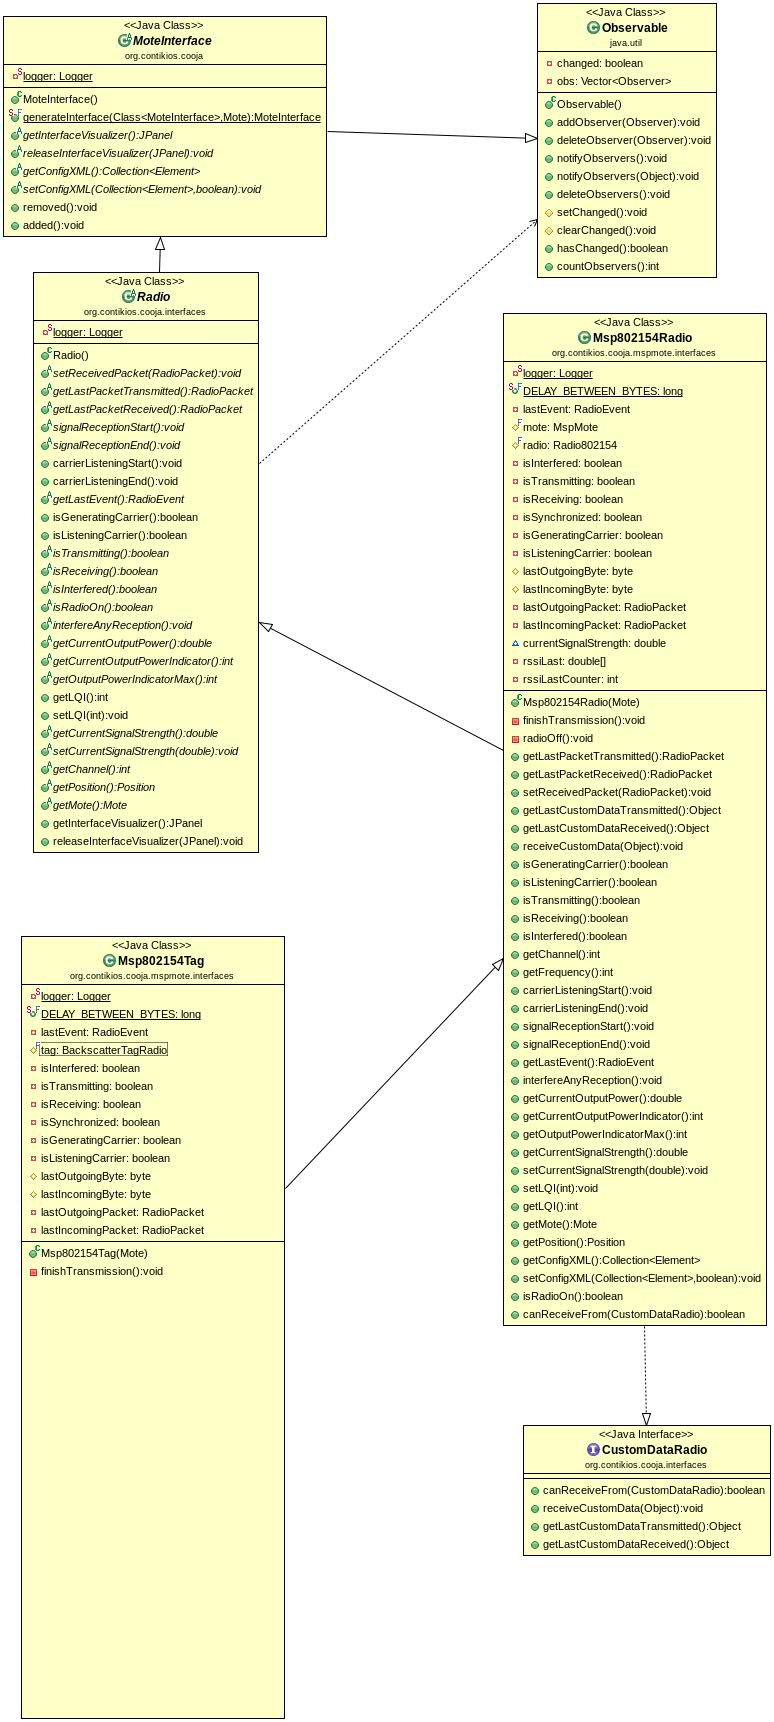 <<Java Class>>
MoteInterface
org.contikios.cooja
logger: Logger
MoteInterface()
generateInterface(Class<MoteInterface>,Mote):MoteInterface
getInterfaceVisualizer():JPanel
releaseInterfaceVisualizer(JPanel):void
getConfigXML():Collection<Element>
setConfigXML(Collection<Element>,boolean):void
removed():void
added():void
<<Java Class>>
Observable
java.util
changed: boolean
obs: Vector<Observer>
Observable()
addObserver(Observer):void
deleteObserver(Observer):void
notifyObservers():void
notifyObservers(Object):void
deleteObservers():void
setChanged():void
clearChanged():void
hasChanged():boolean
countObservers():int
<<Java Class>>
Radio
org.contikios.cooja.interfaces
logger: Logger
Radio()
setReceivedPacket(RadioPacket):void
getLastPacketTransmitted():RadioPacket
getLastPacketReceived():RadioPacket
signalReceptionStart():void
signalReceptionEnd():void
carrierListeningStart():void
carrierListeningEnd():void
getLastEvent():RadioEvent
isGeneratingCarrier():boolean
isListeningCarrier():boolean
isTransmitting():boolean
isReceiving():boolean
isInterfered():boolean
isRadioOn():boolean
interfereAnyReception():void
getCurrentOutputPower():double
getCurrentOutputPowerIndicator():int
getOutputPowerIndicatorMax():int
getLQI():int
setLQI(int):void
getCurrentSignalStrength():double
setCurrentSignalStrength(double):void
getChannel():int
getPosition():Position
getMote():Mote
getInterfaceVisualizer():JPanel
releaseInterfaceVisualizer(JPanel):void
<<Java Class>>
Msp802154Radio
org.contikios.cooja.mspmote.interfaces
logger: Logger
DELAY_BETWEEN_BYTES: long
lastEvent: RadioEvent
mote: MspMote
radio: Radio802154
isInterfered: boolean
isTransmitting: boolean
isReceiving: boolean
isSynchronized: boolean
isGeneratingCarrier: boolean
isListeningCarrier: boolean
lastOutgoingByte: byte
lastIncomingByte: byte
lastOutgoingPacket: RadioPacket
lastIncomingPacket: RadioPacket
currentSignalStrength: double
rssiLast: double[]
rssiLastCounter: int
Msp802154Radio(Mote)
finishTransmission():void
radioOff():void
getLastPacketTransmitted():RadioPacket
getLastPacketReceived():RadioPacket
setReceivedPacket(RadioPacket):void
getLastCustomDataTransmitted():Object
getLastCustomDataReceived():Object
receiveCustomData(Object):void
isGeneratingCarrier():boolean
isListeningCarrier():boolean
isTransmitting():boolean
isReceiving():boolean
isInterfered():boolean
getChannel():int
getFrequency():int
carrierListeningStart():void
carrierListeningEnd():void
signalReceptionStart():void
signalReceptionEnd():void
getLastEvent():RadioEvent
interfereAnyReception():void
getCurrentOutputPower():double
getCurrentOutputPowerIndicator():int
getOutputPowerIndicatorMax():int
getCurrentSignalStrength():double
setCurrentSignalStrength(double):void
setLQI(int):void
getLQI():int
getMote():Mote
getPosition():Position
getConfigXML():Collection<Element>
setConfigXML(Collection<Element>,boolean):void
isRadioOn():boolean
canReceiveFrom(CustomDataRadio):boolean
<<Java Class>>
Msp802154Tag
org.contikios.cooja.mspmote.interfaces
logger: Logger
DELAY_BETWEEN_BYTES: long
lastEvent: RadioEvent
tag: BackscatterTagRadio
isInterfered: boolean
isTransmitting: boolean
isReceiving: boolean
isSynchronized: boolean
isGeneratingCarrier: boolean
isListeningCarrier: boolean
lastOutgoingByte: byte
lastIncomingByte: byte
lastOutgoingPacket: RadioPacket
lastIncomingPacket: RadioPacket
Msp802154Tag(Mote)
finishTransmission():void
<<Java Interface>>
CustomDataRadio
org.contikios.cooja.interfaces
canReceiveFrom(CustomDataRadio):boolean
receiveCustomData(Object):void
getLastCustomDataTransmitted():Object
getLastCustomDataReceived():Object